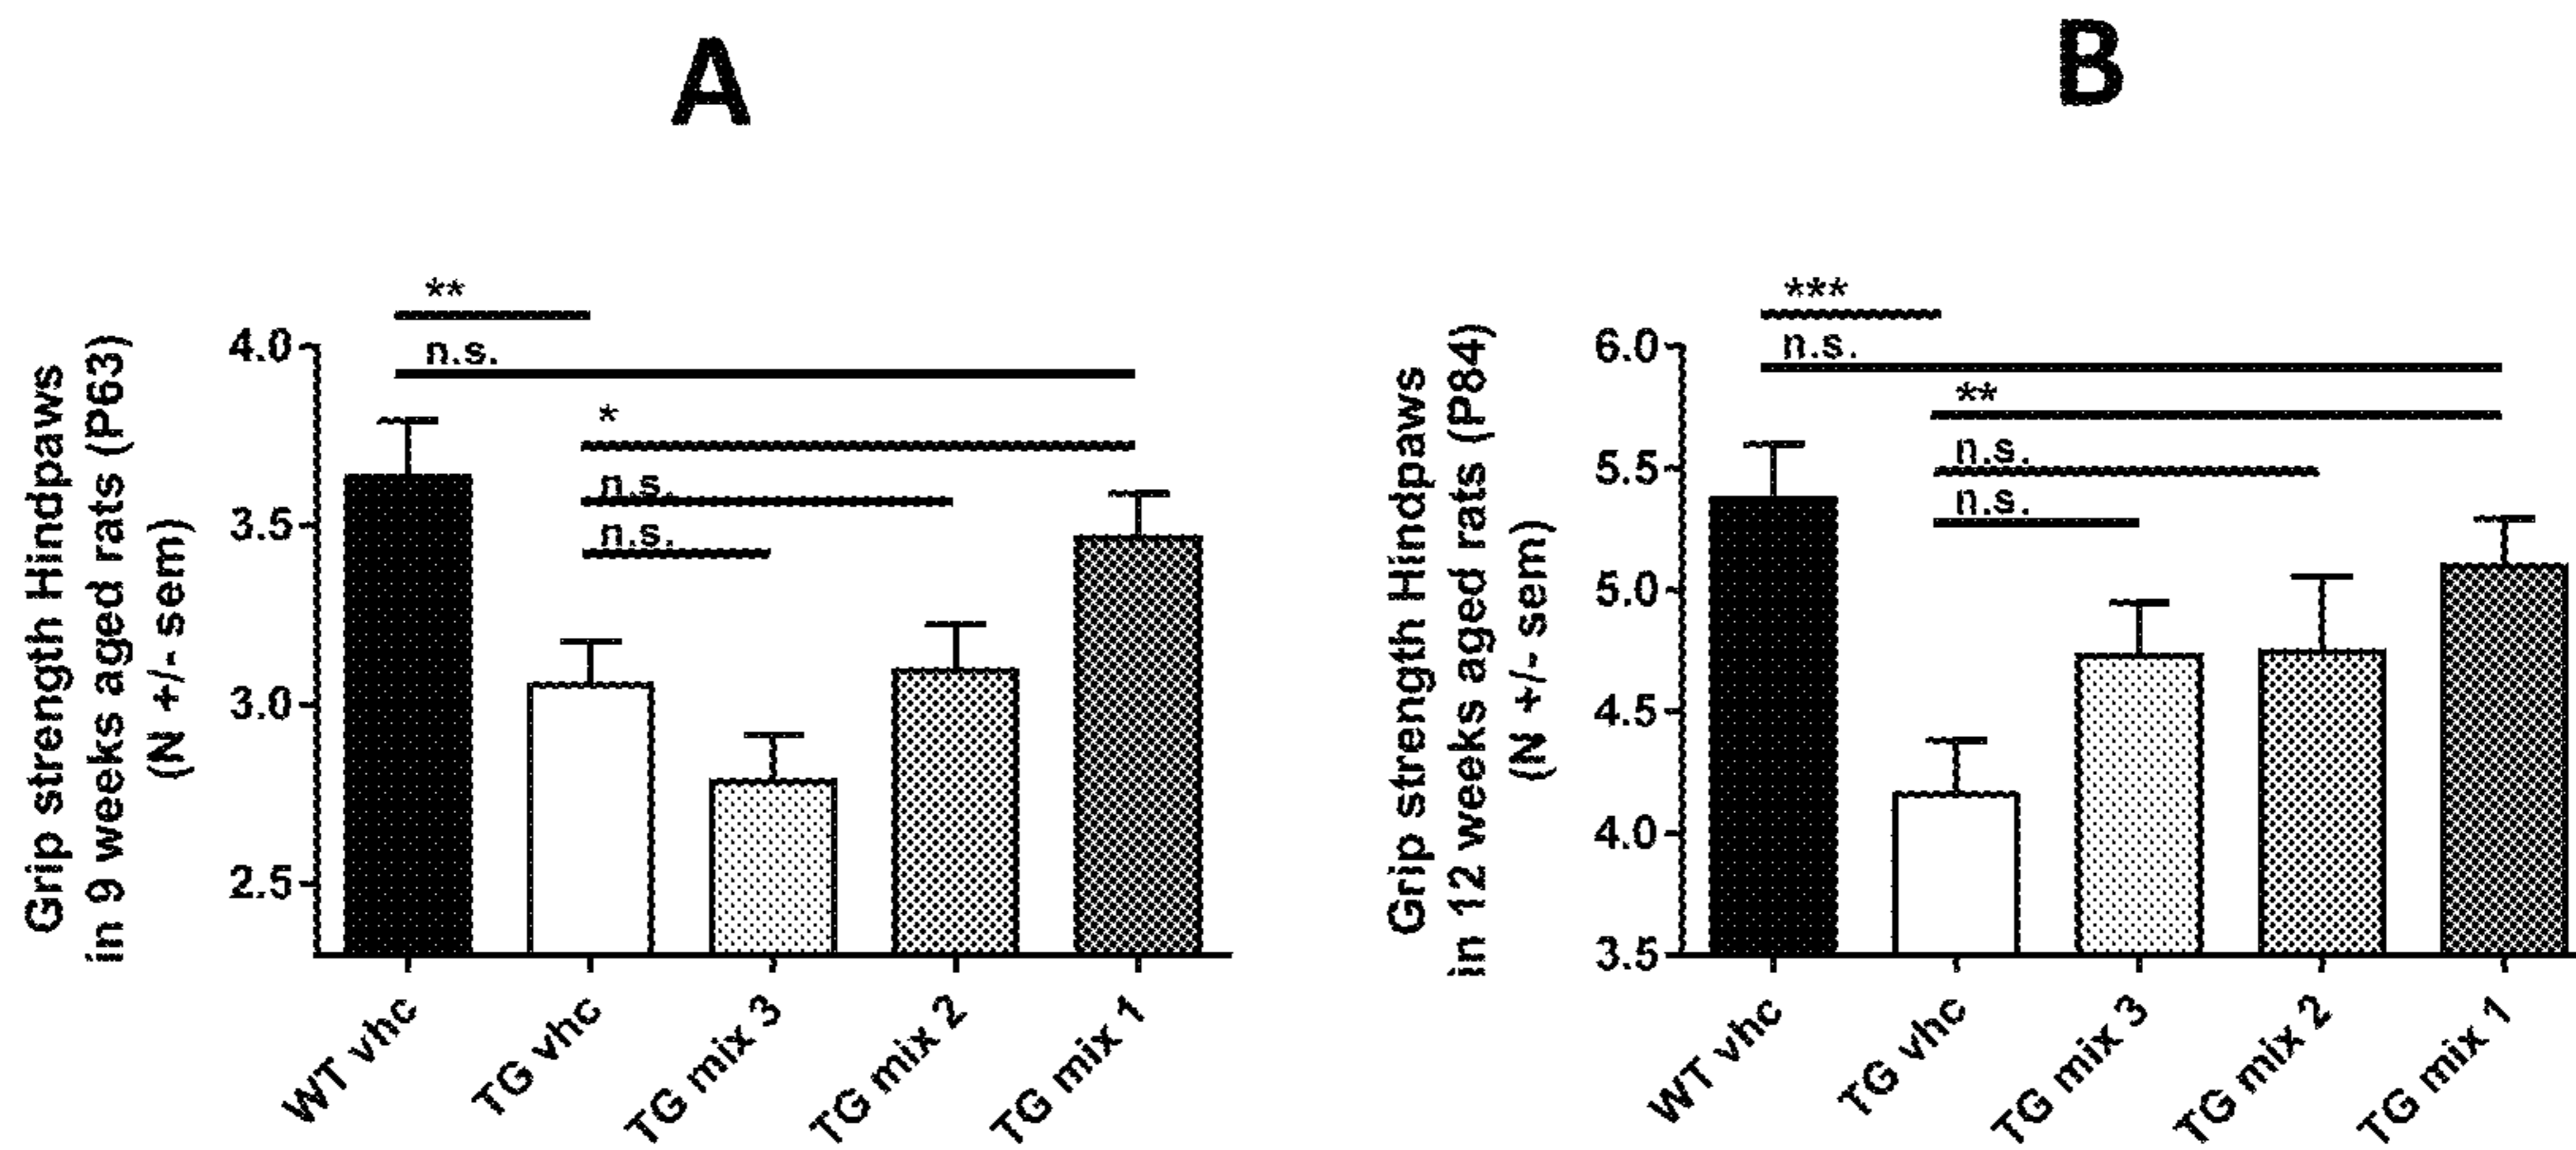 A
Grip strength Hindpaws
in 9 weeks aged rats (P63)
(N +/- sem)
4.0
3.5
3.0
2.5
**
n.s.
*
n.s.
n.s.
WT vhc
TG vhc
TG mix 3
TG mix 2
TG mix 1
B
Grip strength Hindpaws
in 12 weeks aged rats (P84)
(N +/- sem)
6.0
5.5
5.0
4.5
4.0
3.5
***
n.s.
**
n.s.
n.s.
WT vhc
TG vhc
TG mix 3
TG mix 2
TG mix 1